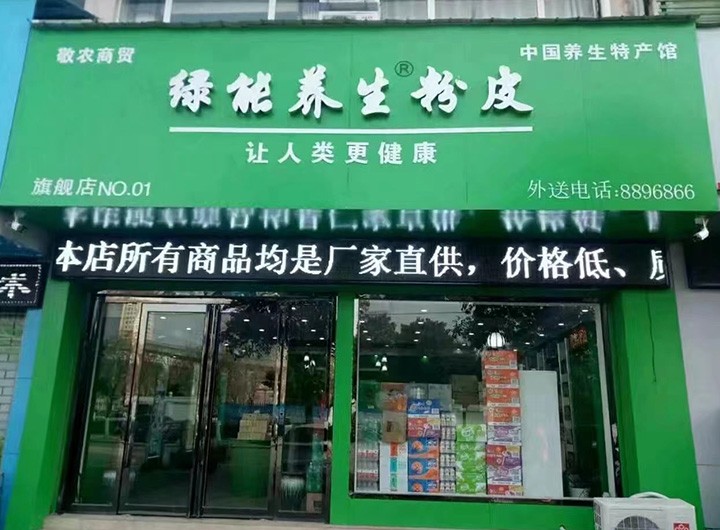 敬农商贸
中国养生特产馆
绿能养生粉皮®
让人类更健康
旗舰店NO.01
外送电话:8896866
本店所有商品均是厂家直供，价格低、